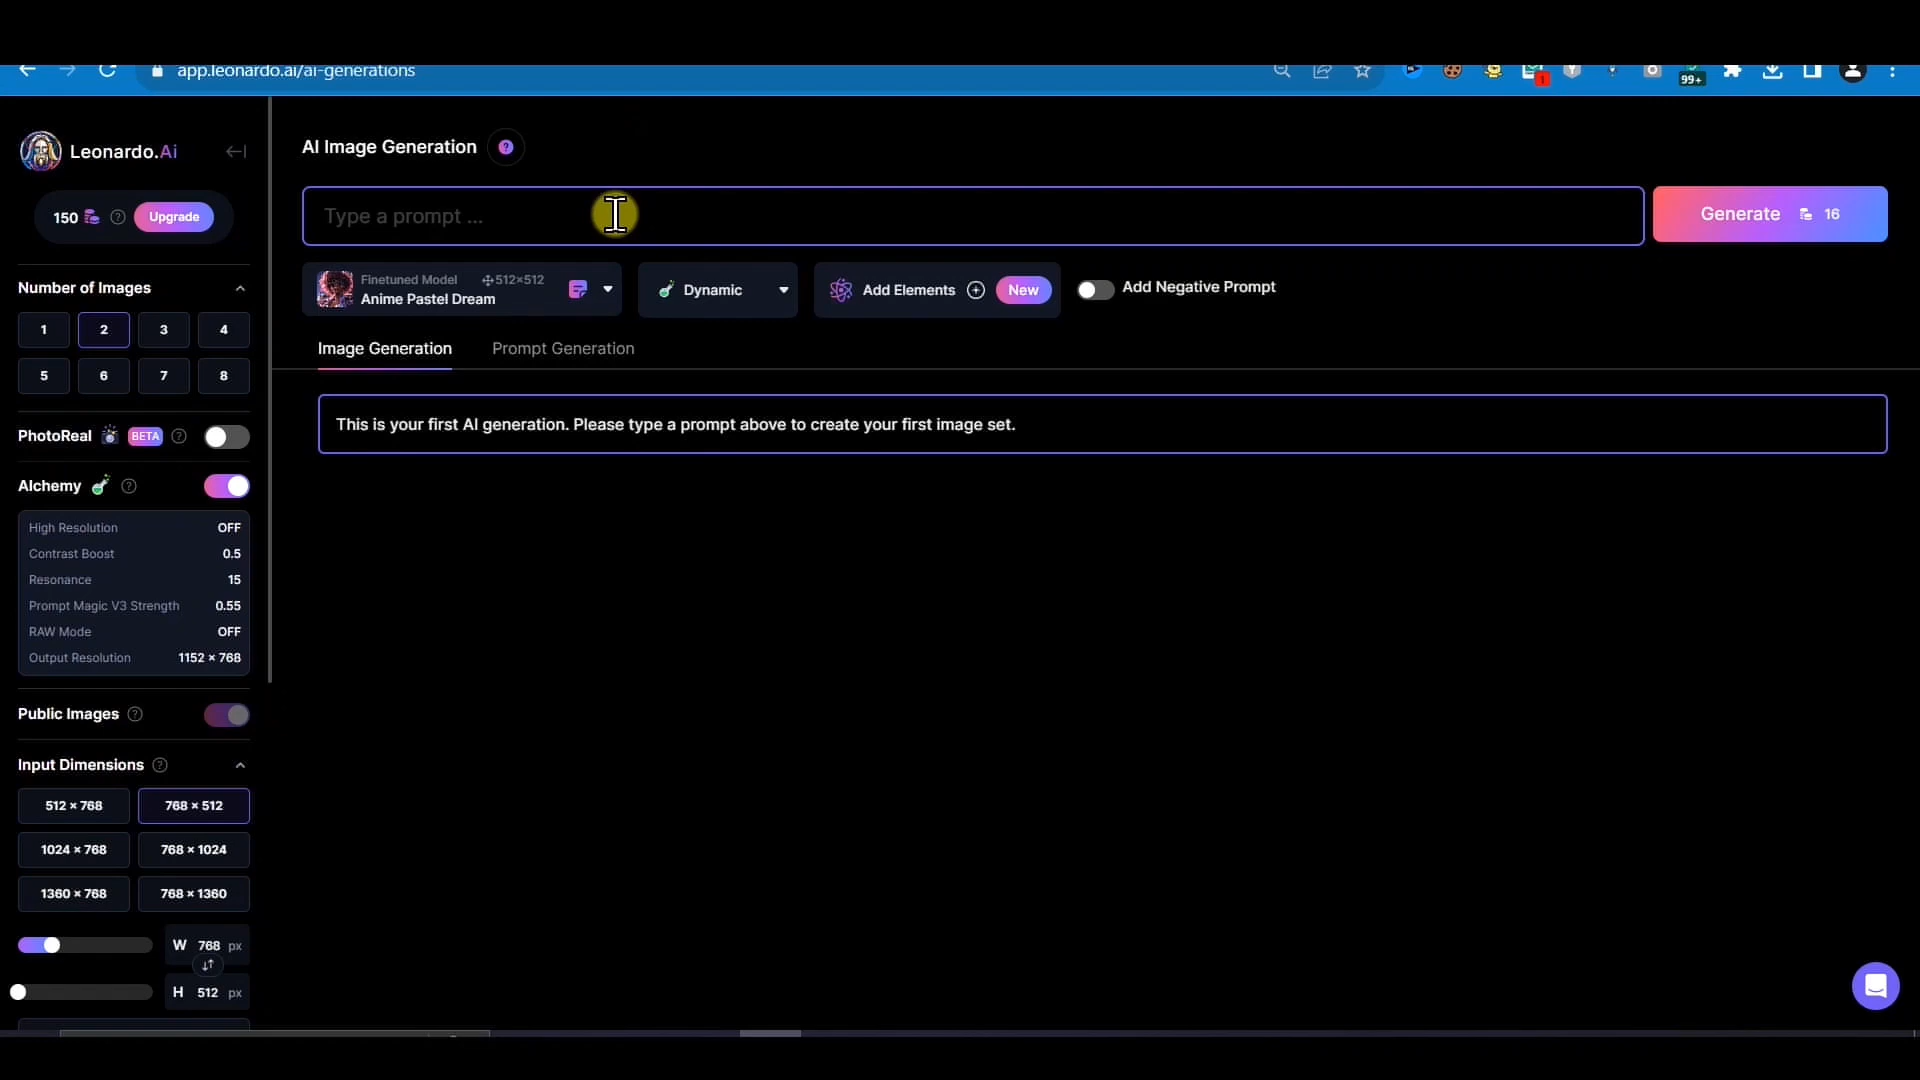 app.leonardo.ai/ai-generations
1
99+
Leonardo.Ai
AI Image Generation ?
150 ? Upgrade
Type a prompt ...
Generate 16
Finetuned Model 512×512
Anime Pastel Dream
Dynamic
Add Elements New
Add Negative Prompt
Number of Images
1 2 3 4
5 6 7 8
Image Generation Prompt Generation
This is your first AI generation. Please type a prompt above to create your first image set.
PhotoReal BETA ?
Alchemy ?
High Resolution OFF
Contrast Boost 0.5
Resonance 15
Prompt Magic V3 Strength 0.55
RAW Mode OFF
Output Resolution 1152 × 768
Public Images ?
Input Dimensions ?
512 × 768 768 × 512
1024 × 768 768 × 1024
1360 × 768 768 × 1360
W 768 px
H 512 px